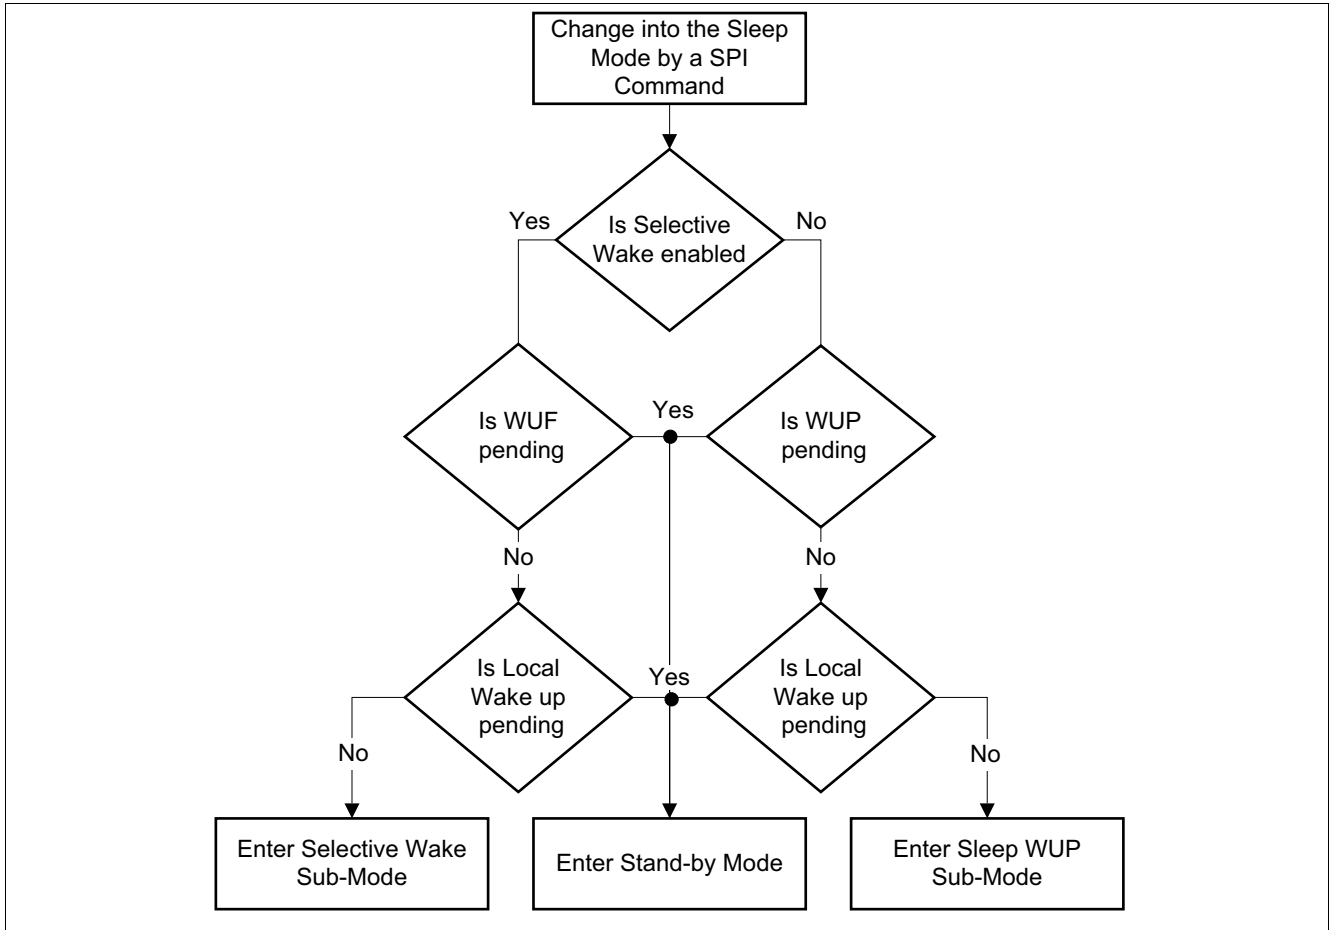 Change into the Sleep
Mode by a SPI
Command
Yes
No
Is Selective
Wake enabled
Is WUF
pending
Yes
Is WUP
pending
No
No
Is Local
Wake up
pending
Yes
Is Local
Wake up
pending
No
No
Enter Selective Wake
Sub-Mode
Enter Stand-by Mode
Enter Sleep WUP
Sub-Mode